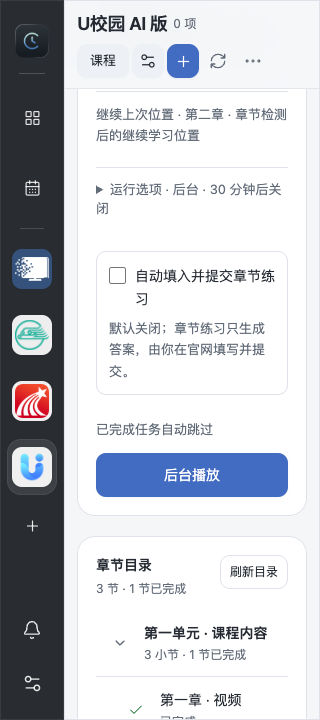 U校园 AI 版 0 项
课程
继续上次位置 · 第二章 · 章节检测
后的继续学习位置
运行选项 · 后台 · 30 分钟后关
闭
自动填入并提交章节练
习
默认关闭；章节练习只生成
答案，由你在官网填写并提
交。
已完成任务自动跳过
后台播放
章节目录
3 节 · 1 节已完成
刷新目录
第一单元 · 课程内容
3 小节 · 1 节已完成
第一章 · 视频
已完成